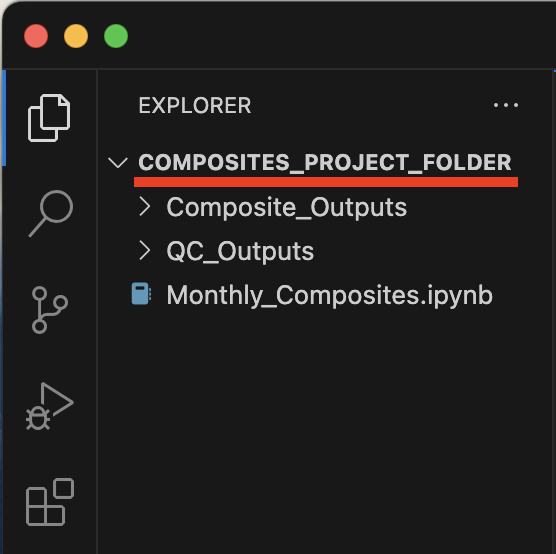 EXPLORER
COMPOSITES_PROJECT_FOLDER
Composite_Outputs
QC_Outputs
Monthly_Composites.ipynb